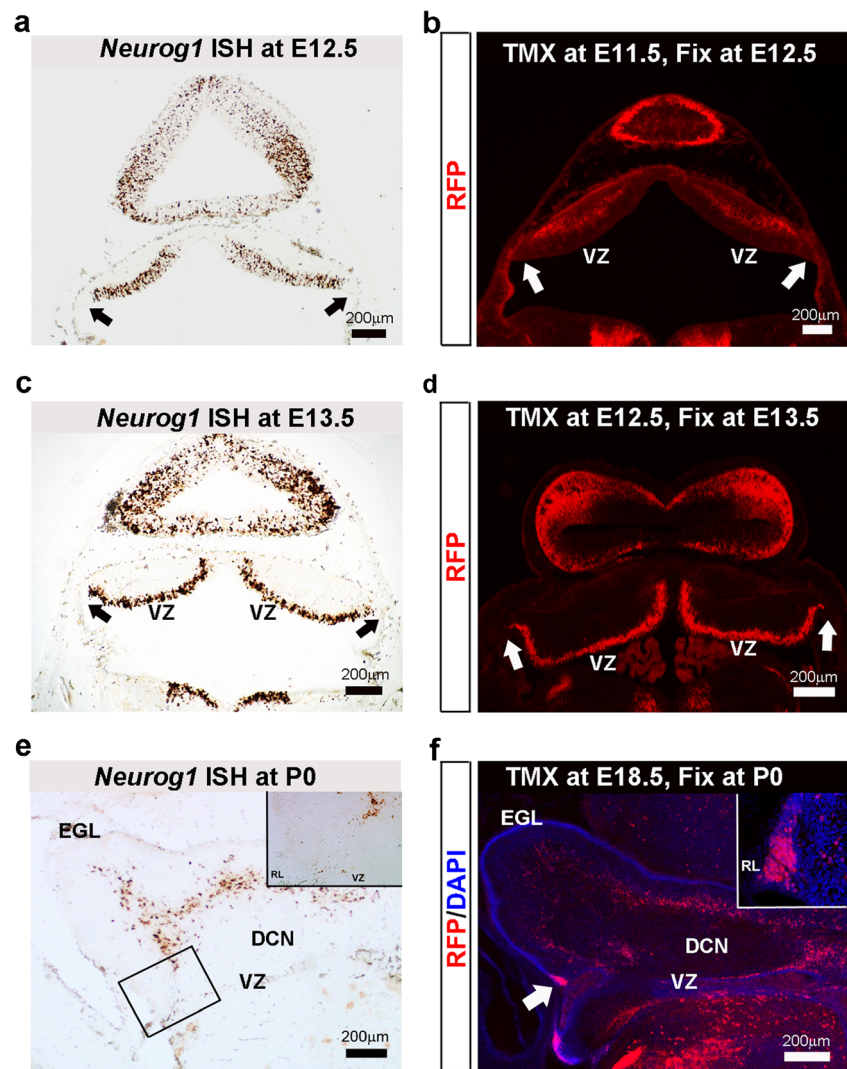 a
Neurog1 ISH at E12.5
200μm
b
TMX at E11.5, Fix at E12.5
RFP
VZ
VZ
200μm
c
Neurog1 ISH at E13.5
VZ
VZ
200μm
d
TMX at E12.5, Fix at E13.5
RFP
VZ
VZ
200μm
e
Neurog1 ISH at P0
EGL
RL
VZ
DCN
VZ
200μm
f
TMX at E18.5, Fix at P0
RFP/DAPI
EGL
RL
DCN
VZ
200μm